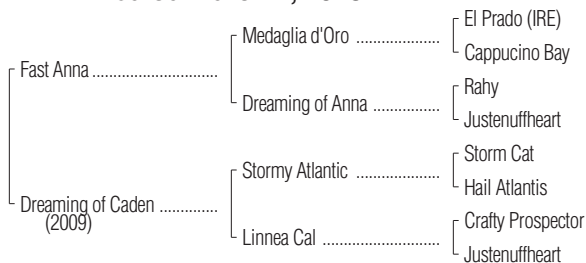 El Prado (IRE)
Medaglia d'Oro ....................
Cappucino Bay
Fast Anna ..............................
Rahy
Dreaming of Anna ................
Justenuffheart
Storm Cat
Stormy Atlantic ....................
Hail Atlantis
Dreaming of Caden ..............
(2009)
Crafty Prospector
Linnea Cal .........................
Justenuffheart